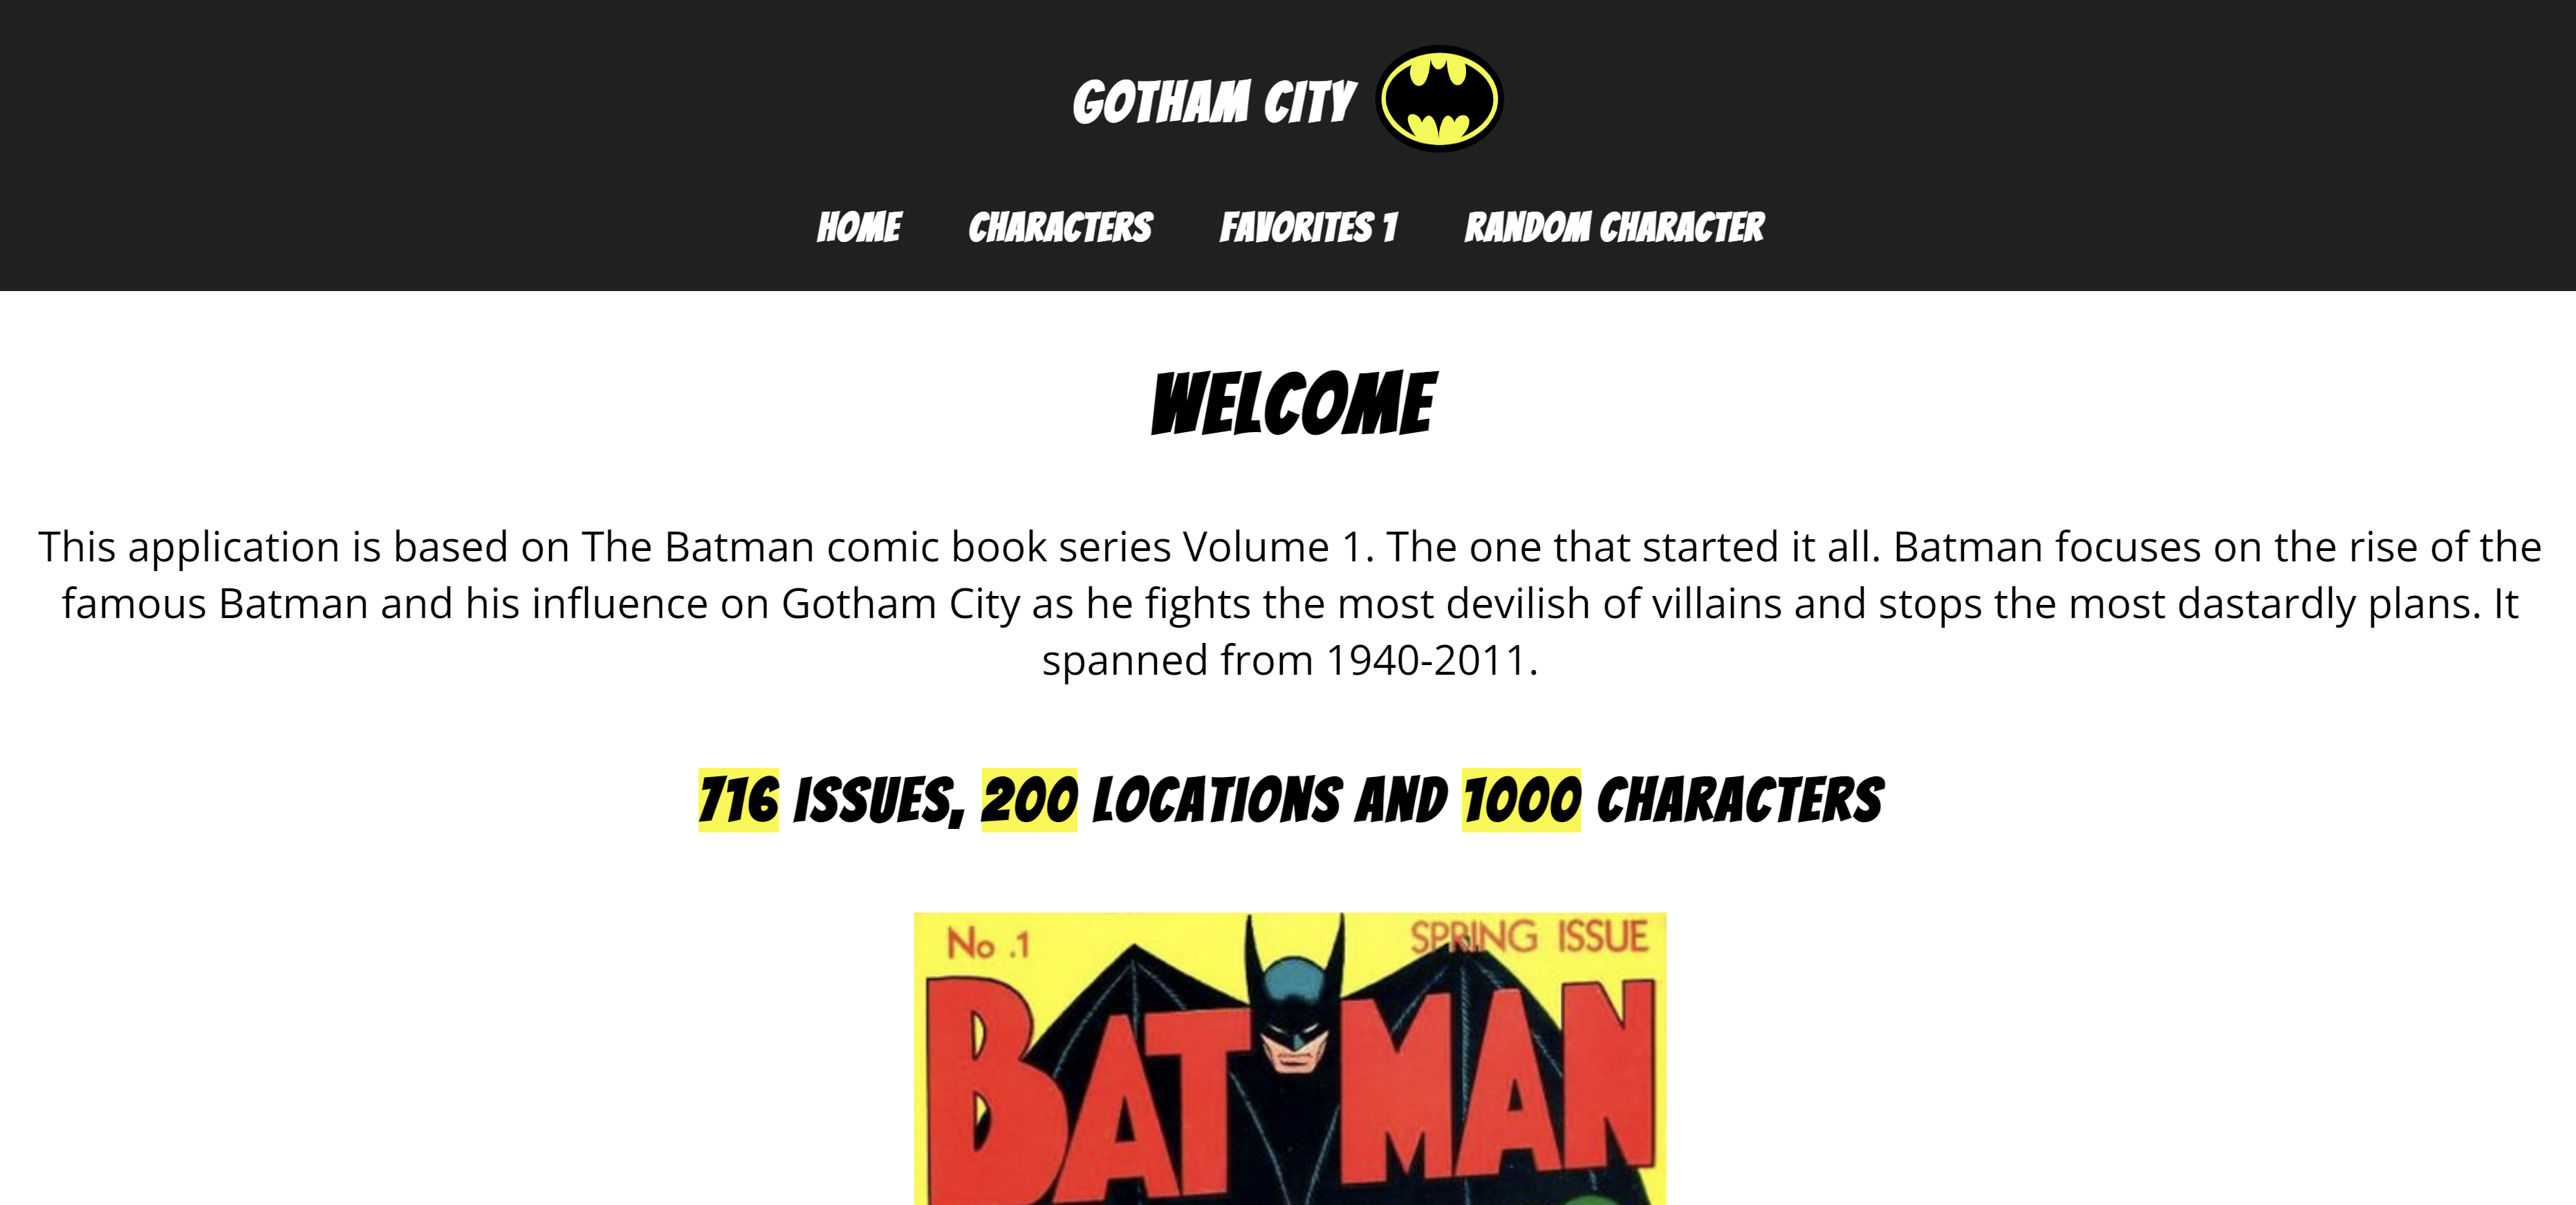 GOTHAM CITY
HOME CHARACTERS FAVORITES 1 RANDOM CHARACTER
WELCOME
This application is based on The Batman comic book series Volume 1. The one that started it all. Batman focuses on the rise of the
famous Batman and his influence on Gotham City as he fights the most devilish of villains and stops the most dastardly plans. It
spanned from 1940-2011.
716 ISSUES, 200 LOCATIONS AND 1000 CHARACTERS
No .1 SPRING ISSUE
BATMAN